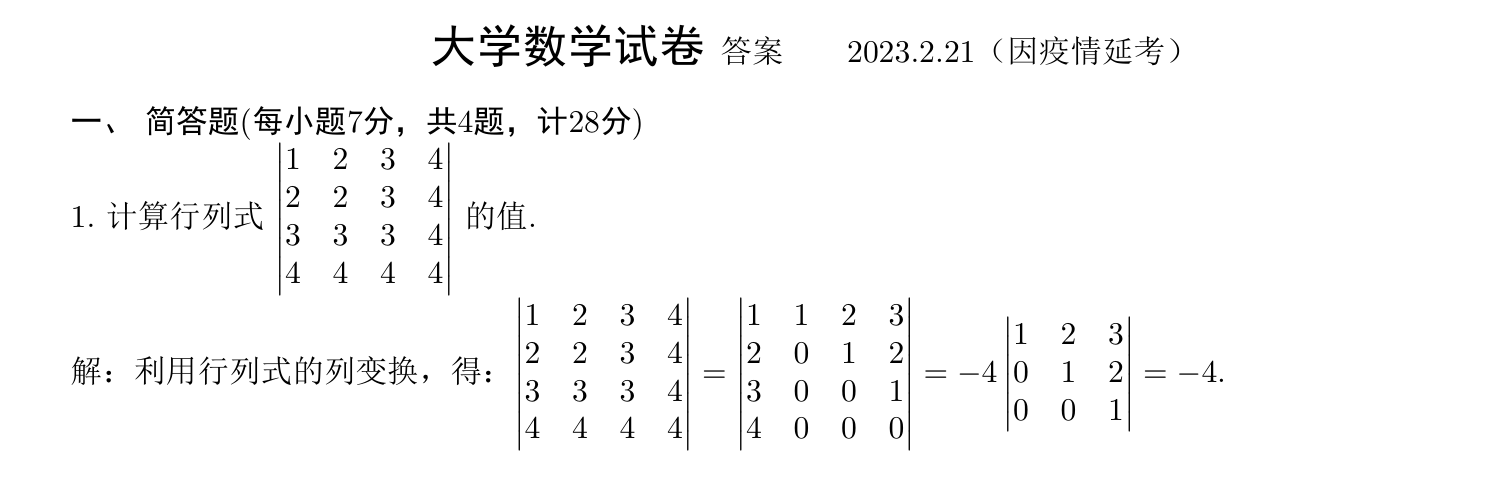 大学数学试卷 答案 2023.2.21（因疫情延考）
一、 简答题(每小题7分，共4题，计28分)
1. 计算行列式 $\begin{vmatrix} 1 & 2 & 3 & 4 \\ 2 & 2 & 3 & 4 \\ 3 & 3 & 3 & 4 \\ 4 & 4 & 4 & 4 \end{vmatrix}$ 的值.
解：利用行列式的列变换，得：$\begin{vmatrix} 1 & 2 & 3 & 4 \\ 2 & 2 & 3 & 4 \\ 3 & 3 & 3 & 4 \\ 4 & 4 & 4 & 4 \end{vmatrix} = \begin{vmatrix} 1 & 1 & 2 & 3 \\ 2 & 0 & 1 & 2 \\ 3 & 0 & 0 & 1 \\ 4 & 0 & 0 & 0 \end{vmatrix} = -4 \begin{vmatrix} 1 & 2 & 3 \\ 0 & 1 & 2 \\ 0 & 0 & 1 \end{vmatrix} = -4.$